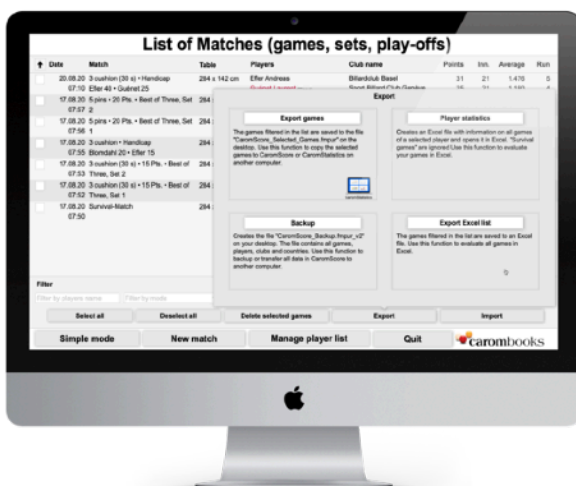 List of Matches (games, sets, play-offs)
Date Match Table Players Club name Points Inn. Average Run
20.08.20 3 cushion (30 s) • Handicap 284 x 142 cm Efler Andreas Billardclub Basel 31 21 1.476 5
07:10 Efler 40 • Guènet 25
17.08.20 5 pins • 20 Pts. • Best of Three, Set 284
07:57 2
17.08.20 5 pins • 20 Pts. • Best of Three, Set 284
07:56 1
17.08.20 3 cushion • Handicap 284
07:55 Blomdahl 20 • Efler 15
17.08.20 3 cushion (30 s) • 15 Pts. • Best of 284
07:53 Three, Set 2
17.08.20 3 cushion (30 s) • 15 Pts. • Best of 284
07:52 Three, Set 1
17.08.20 Survival-Match 284
07:50
Export
Export games
The games filtered in the list are saved to the file
"CaromScore_Selected_Games.fmpur" on the
desktop. Use this function to copy the selected
games to CaromScore or CaromStatistics on
another computer.
CaromStatistics
Player statistics
Creates an Excel file with information on all games
of a selected player and opens it in Excel. "Survival
games" are ignored Use this function to evaluate
your games in Excel.
Backup
Creates the file "CaromScore_Backup.fmpur_v2"
on your desktop. The file contains all games,
players, clubs and countries. Use this function to
backup or transfer all data in CaromScore to
another computer.
Export Excel list
The games filtered in the list are saved to an Excel
file. Use this function to evaluate all games in
Excel.
Filter
Filter by players name Filter by mode
Select all Deselect all Delete selected games Export Import
Simple mode New match Manage player list Quit carombooks